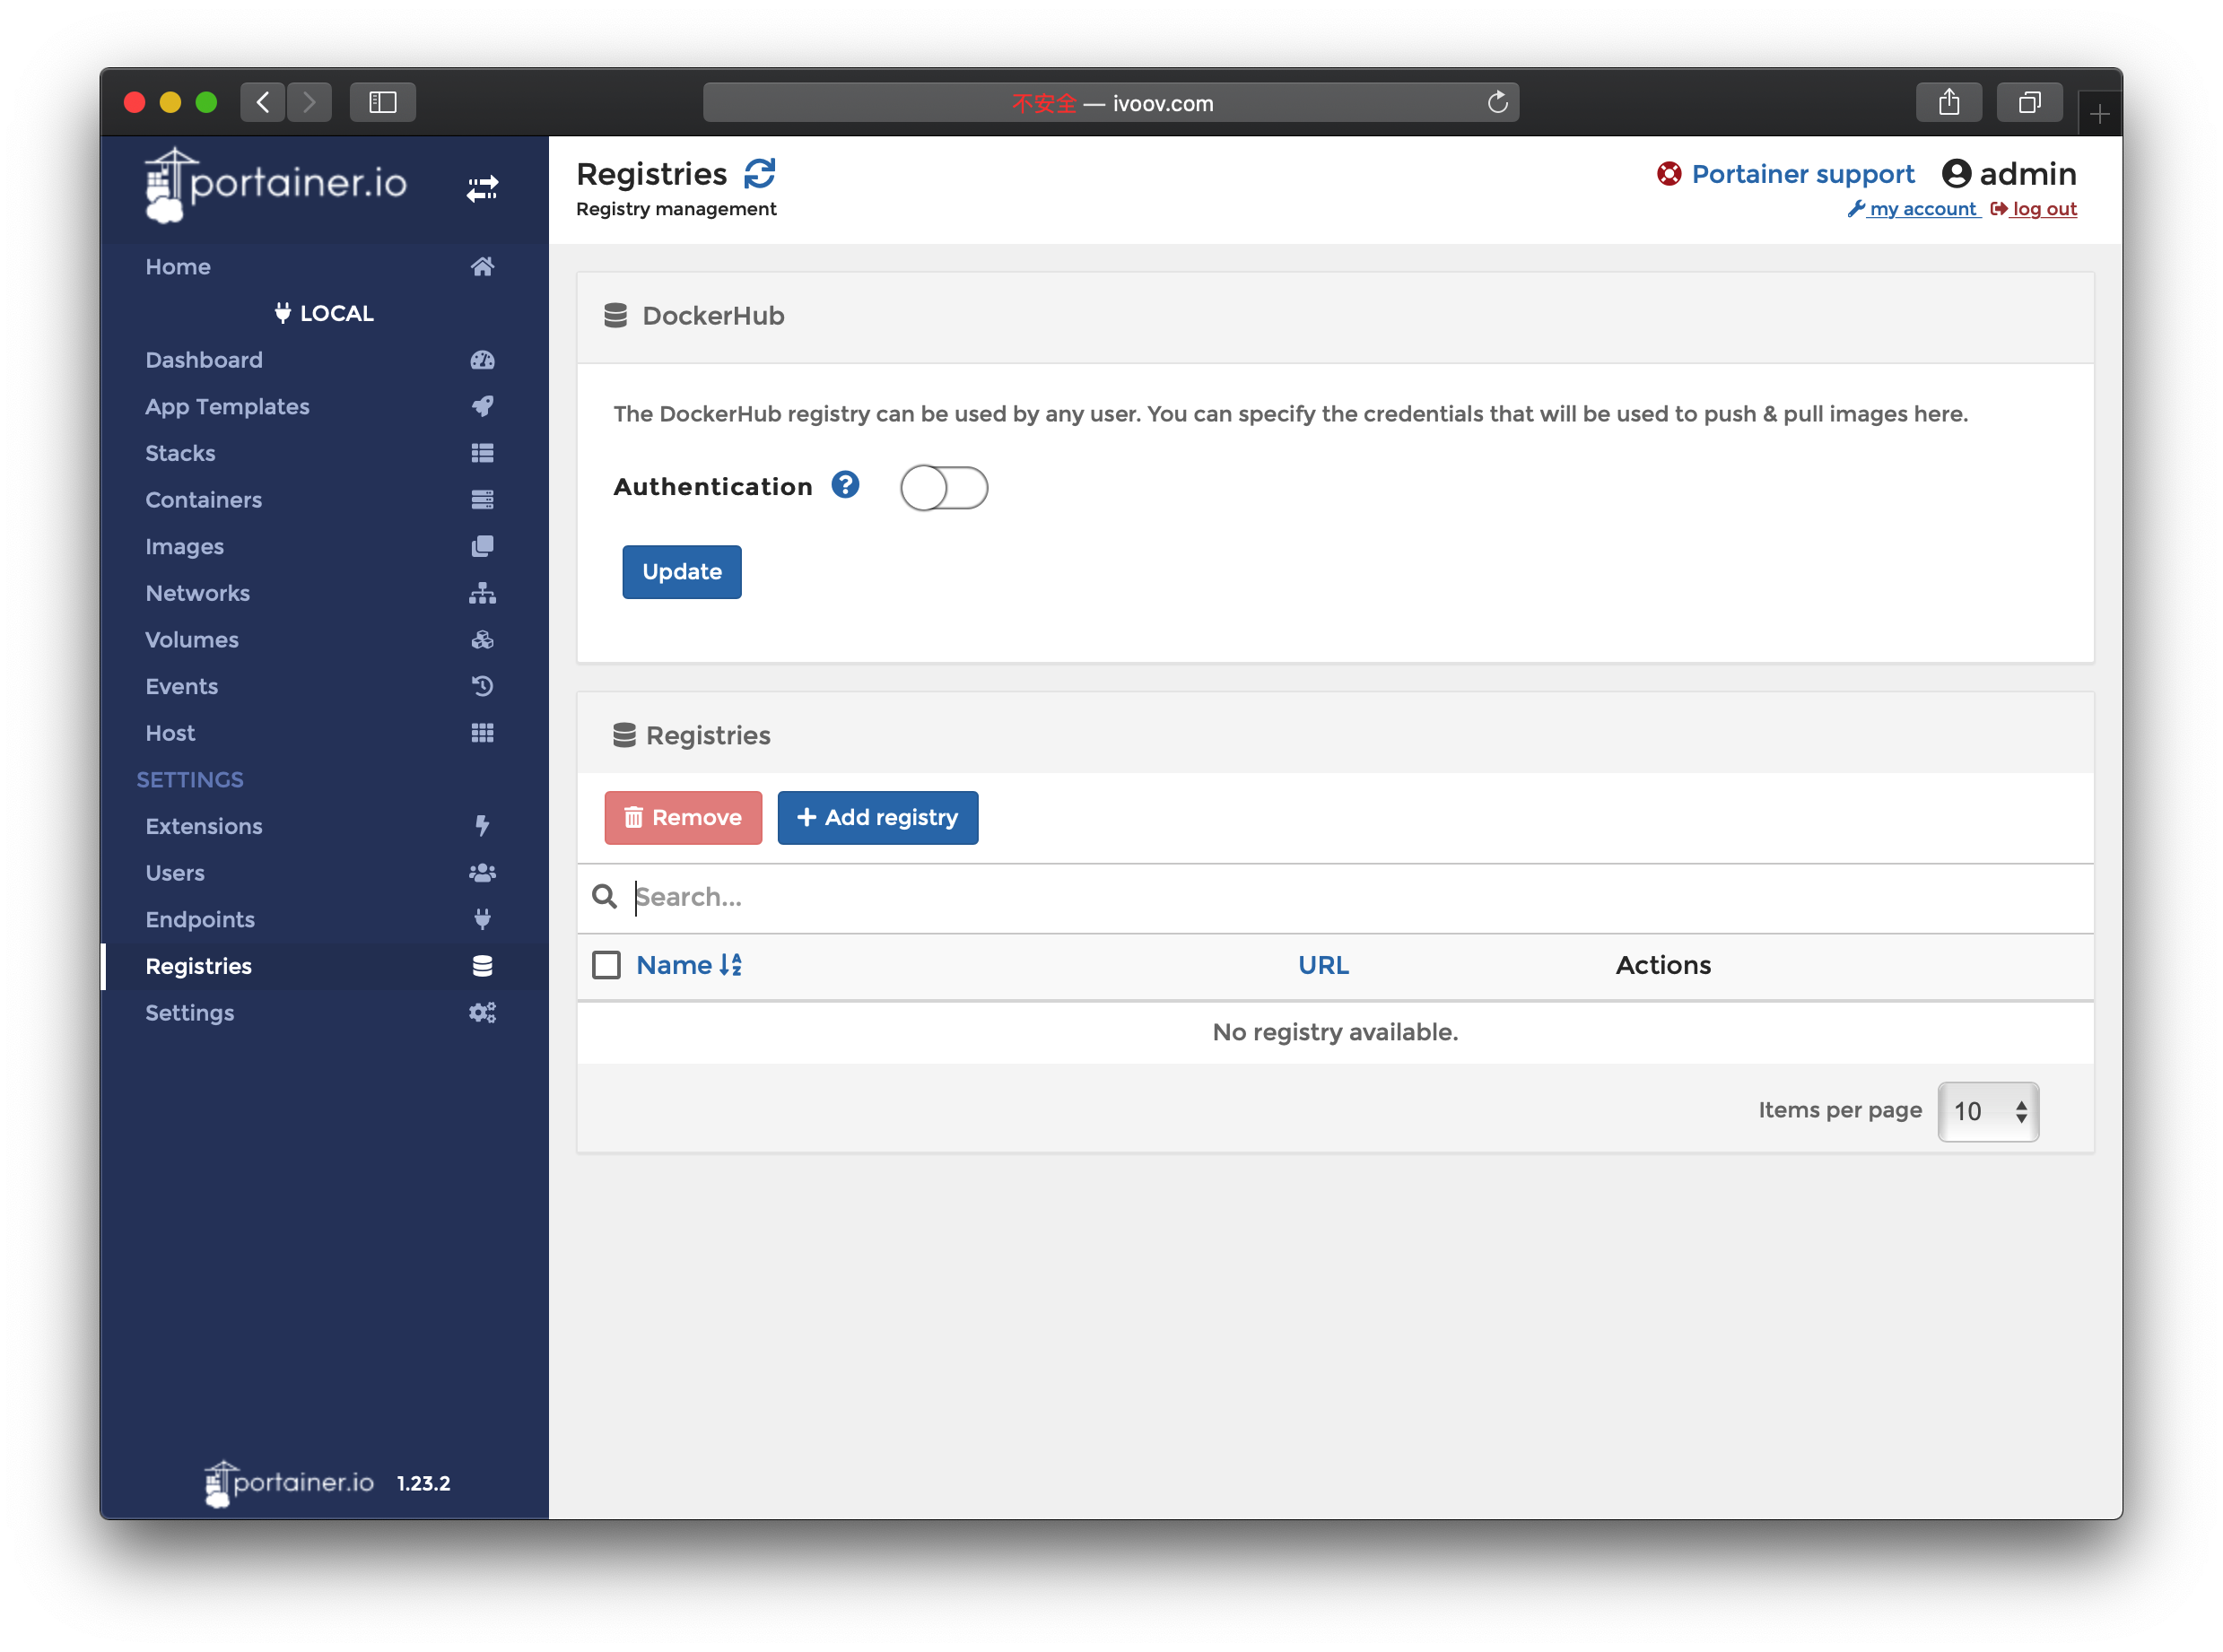 不安全 — ivoov.com
portainer.io
Home
LOCAL
Dashboard
App Templates
Stacks
Containers
Images
Networks
Volumes
Events
Host
SETTINGS
Extensions
Users
Endpoints
Registries
Settings
portainer.io 1.23.2
Registries
Registry management
Portainer support admin
my account log out
DockerHub
The DockerHub registry can be used by any user. You can specify the credentials that will be used to push & pull images here.
Authentication
Update
Registries
Remove Add registry
Search...
Name URL Actions
No registry available.
Items per page 10